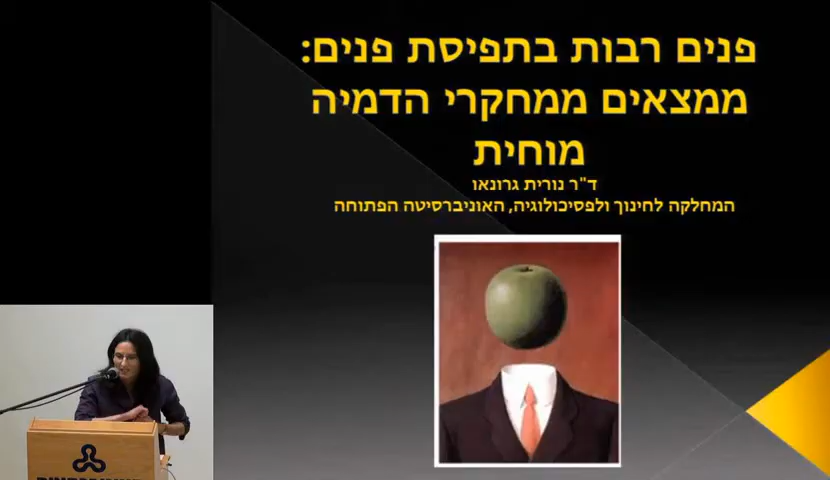 פנים רבות בתפיסת פנים:
ממצאים ממחקרי הדמיה
מוחית
ד"ר נורית גרונאו
המחלקה לחינוך ולפסיכולוגיה, האוניברסיטה הפתוחה